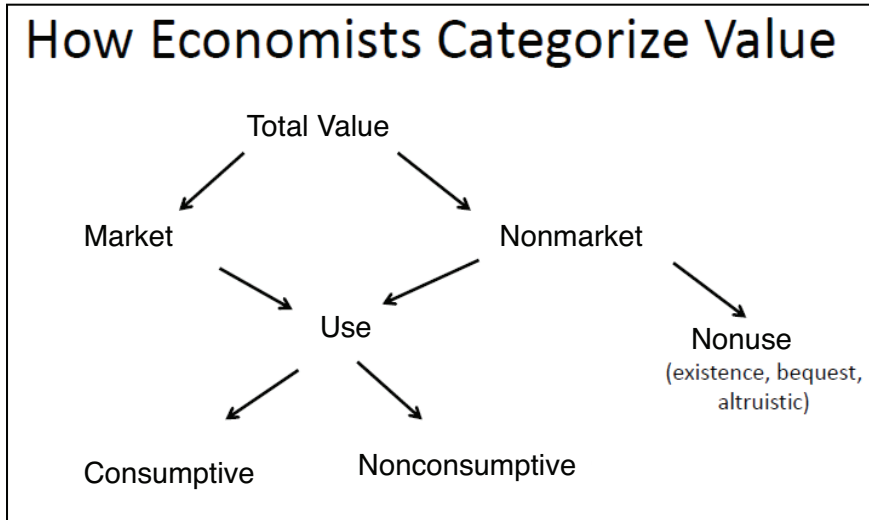 How Economists Categorize Value
Total Value
Market
Nonmarket
Use
Nonuse
(existence, bequest,
altruistic)
Consumptive
Nonconsumptive